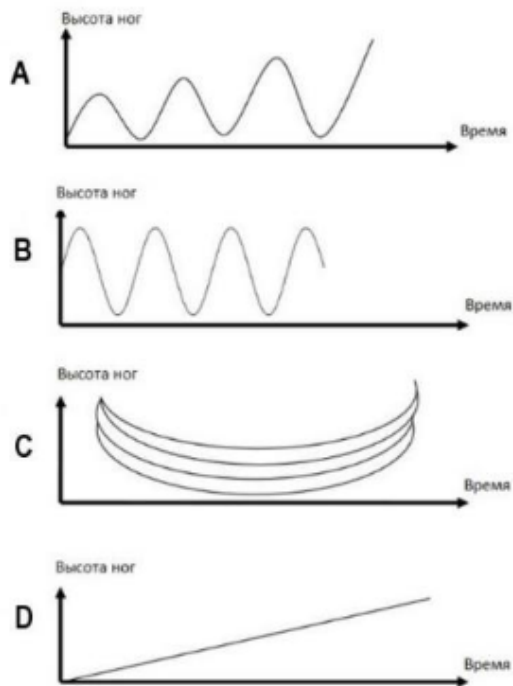 Высота ног
A
Время
Высота ног
B
Время
Высота ног
C
Время
Высота ног
D
Время